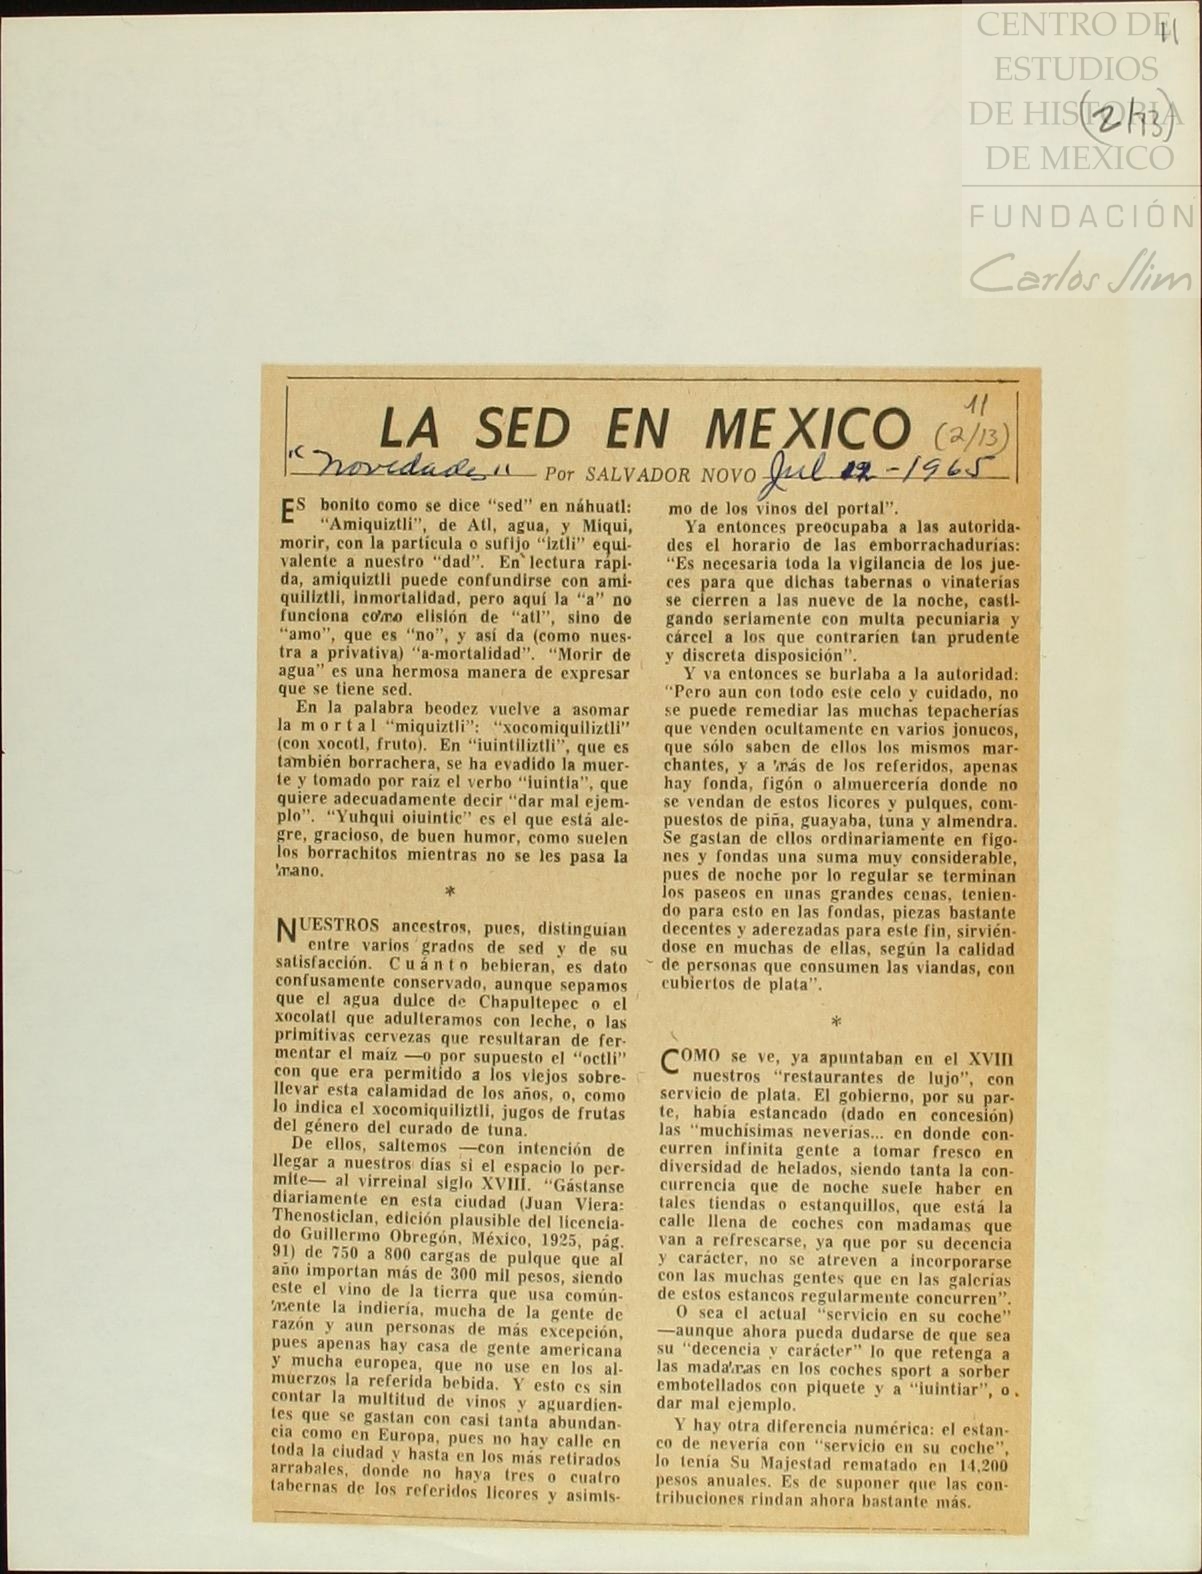 CENTRO DE
ESTUDIOS
DE HISTORIA
DE MEXICO
FUNDACIÓN
Carlos Slim
11
(2/13)
LA SED EN MEXICO
11
(2/13)
"Novedades"
Por SALVADOR NOVO
Jul 12-1965
ES bonito como se dice "sed" en náhuatl:
"Amiquiztli", de Atl, agua, y Miqui,
morir, con la partícula o sufijo "iztli" equi-
valente a nuestro "dad". En lectura rápi-
da, amiquiztli puede confundirse con ami-
quiliztli, inmortalidad, pero aquí la "a" no
funciona como elisión de "atl", sino de
"amo", que es "no", y así da (como nues-
tra a privativa) "a-mortalidad". "Morir de
agua" es una hermosa manera de expresar
que se tiene sed.
En la palabra beodez vuelve a asomar
la mortal "miquiztli": "xocomiquiliztli"
(con xocotl, fruto). En "iuintiliztli", que es
también borrachera, se ha evadido la muer-
te y tomado por raíz el verbo "iuintia", que
quiere adecuadamente decir "dar mal ejem-
plo". "Yuhqui oiuintic" es el que está ale-
gre, gracioso, de buen humor, como suelen
los borrachitos mientras no se les pasa la
mano.
*
NUESTROS ancestros, pues, distinguían
entre varios grados de sed y de su
satisfacción. Cuánto bebieran, es dato
confusamente conservado, aunque sepamos
que el agua dulce de Chapultepec o el
xocolatl que adulteramos con leche, o las
primitivas cervezas que resultaran de fer-
mentar el maíz —o por supuesto el "octli"
con que era permitido a los viejos sobre-
llevar esta calamidad de los años, o, como
lo indica el xocomiquiliztli, jugos de frutas
del género del curado de tuna.
De ellos, saltemos —con intención de
llegar a nuestros días si el espacio lo per-
mite— al virreinal siglo XVIII. "Gástanse
diariamente en esta ciudad (Juan Viera:
Thenosticlan, edición plausible del licencia-
do Guillermo Obregón, México, 1925, pág.
91) de 750 a 800 cargas de pulque que al
año importan más de 300 mil pesos, siendo
este el vino de la tierra que usa común-
mente la indiería, mucha de la gente de
razón y aun personas de más excepción,
pues apenas hay casa de gente americana
y mucha europea, que no use en los al-
muerzos la referida bebida. Y esto es sin
contar la multitud de vinos y aguardien-
tes que se gastan con casi tanta abundan-
cia como en Europa, pues no hay calle en
toda la ciudad y hasta en los más retirados
arrabales, donde no haya tres o cuatro
tabernas de los referidos licores y asimis-
mo de los vinos del portal".
Ya entonces preocupaba a las autorida-
des el horario de las emborrachadurías:
"Es necesaria toda la vigilancia de los jue-
ces para que dichas tabernas o vinaterías
se cierren a las nueve de la noche, casti-
gando seriamente con multa pecuniaria y
cárcel a los que contraríen tan prudente
y discreta disposición".
Y ya entonces se burlaba a la autoridad:
"Pero aun con todo este celo y cuidado, no
se puede remediar las muchas tepacherías
que venden ocultamente en varios jonucos,
que sólo saben de ellos los mismos mar-
chantes, y a más de los referidos, apenas
hay fonda, figón o almuercería donde no
se vendan de estos licores y pulques, com-
puestos de piña, guayaba, tuna y almendra.
Se gastan de ellos ordinariamente en figo-
nes y fondas una suma muy considerable,
pues de noche por lo regular se terminan
los paseos en unas grandes cenas, tenien-
do para esto en las fondas, piezas bastante
decentes y aderezadas para este fin, sirvién-
dose en muchas de ellas, según la calidad
de personas que consumen las viandas, con
cubiertos de plata".
*
COMO se ve, ya apuntaban en el XVIII
nuestros "restaurantes de lujo", con
servicio de plata. El gobierno, por su par-
te, había estancado (dado en concesión)
las "muchísimas neverías... en donde con-
curren infinita gente a tomar fresco en
diversidad de helados, siendo tanta la con-
currencia que de noche suele haber en
tales tiendas o estanquillos, que está la
calle llena de coches con madamas que
van a refrescarse, ya que por su decencia
y carácter, no se atreven a incorporarse
con las muchas gentes que en las galerías
de estos estancos regularmente concurren".
O sea el actual "servicio en su coche"
—aunque ahora pueda dudarse de que sea
su "decencia y carácter" lo que retenga a
las madamas en los coches sport a sorber
embotellados con piquete y a "iuintiar", o
dar mal ejemplo.
Y hay otra diferencia numérica: el estan-
co de nevería con "servicio en su coche",
lo tenía Su Majestad rematado en 14,200
pesos anuales. Es de suponer que las con-
tribuciones rindan ahora bastante más.